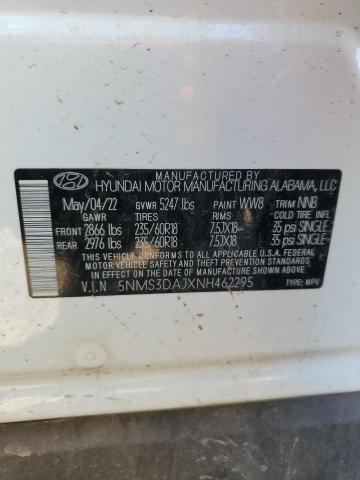 MANUFACTURED BY
HYUNDAI MOTOR MANUFACTURING ALABAMA, LLC
May/04/22 GVWR 5247 lbs PAINT WW8 TRIM NNB
GAWR TIRES RIMS COLD TIRE INFLATION
FRONT 2866 lbs 235/60R18 7.5JX18 35 psi SINGLE
REAR 2976 lbs 235/60R18 7.5JX18 35 psi SINGLE
THIS VEHICLE CONFORMS TO ALL APPLICABLE U.S.A. FEDERAL
MOTOR VEHICLE SAFETY, BUMPER, AND THEFT PREVENTION
STANDARDS IN EFFECT ON THE DATE OF MANUFACTURE SHOWN ABOVE.
V.I.N 5NMS3DAJXNH462295 TYPE: MPV